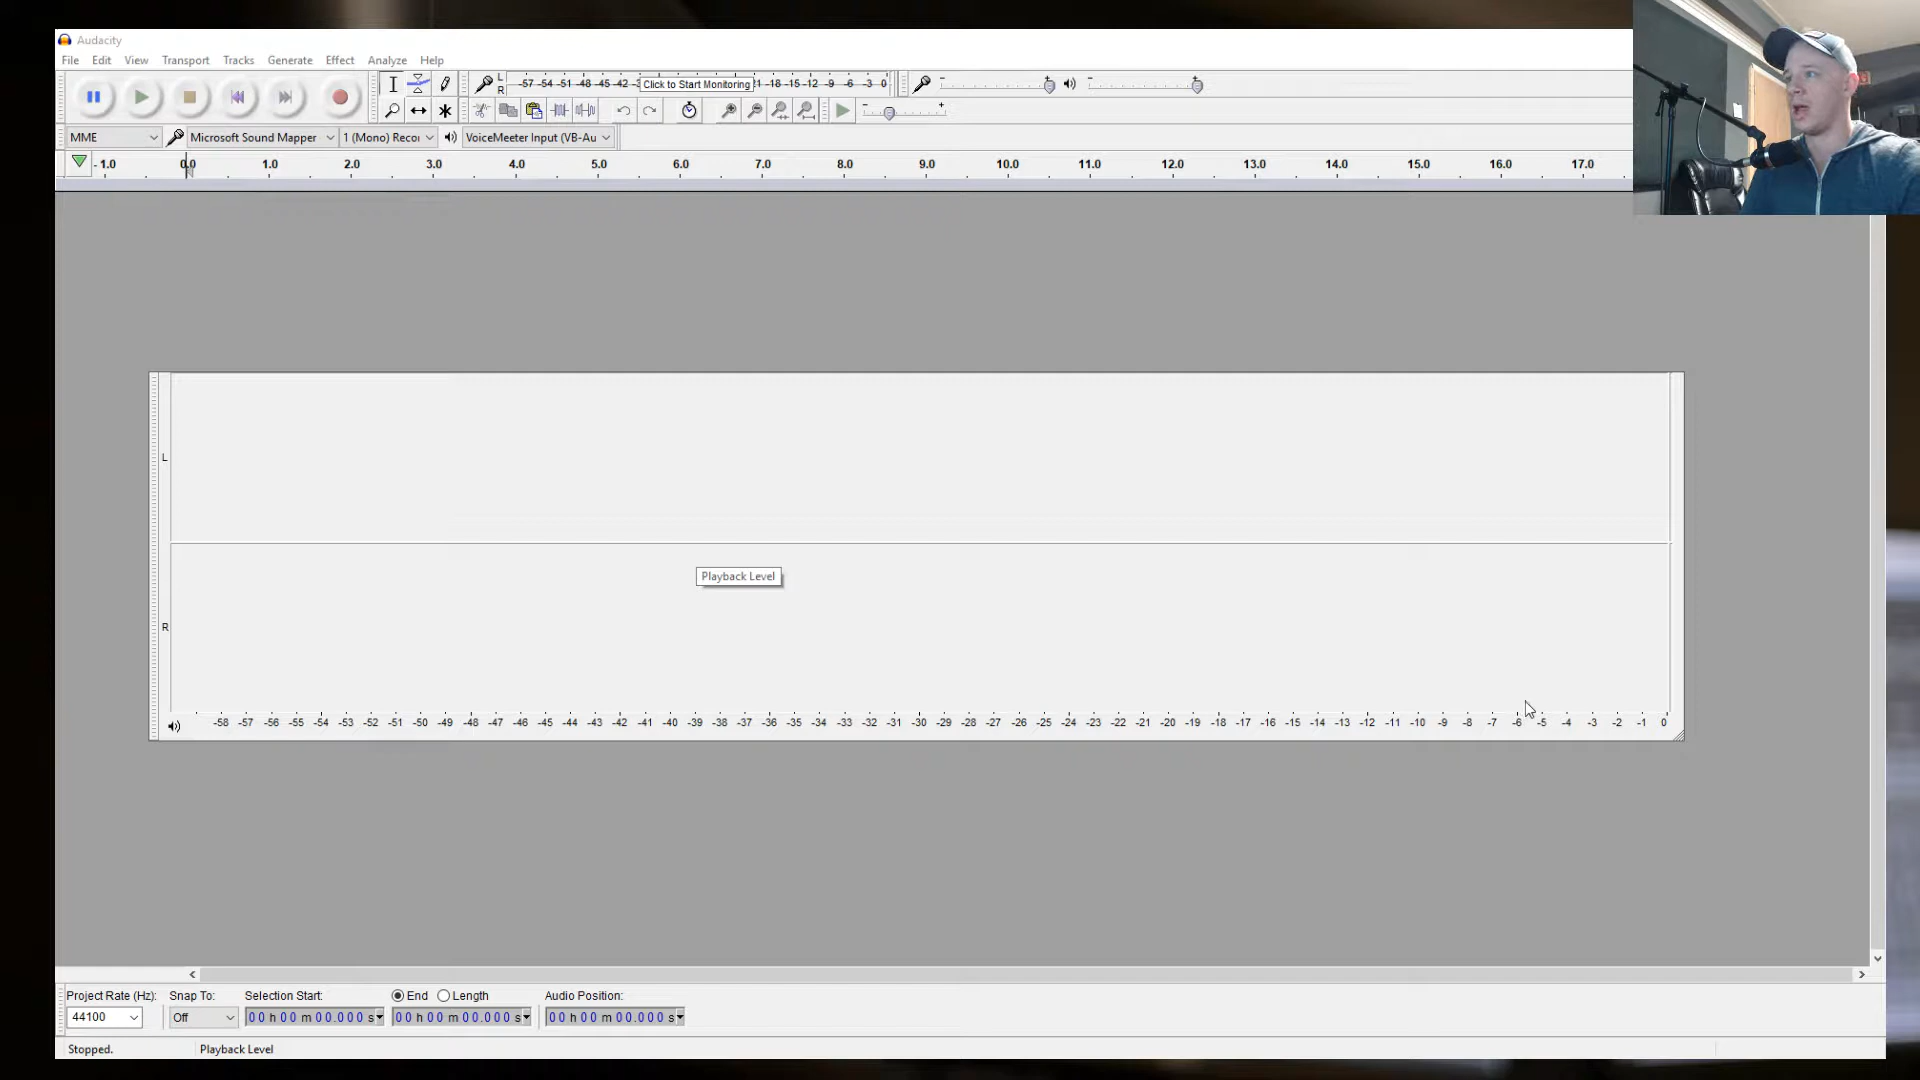 Audacity
File Edit View Transport Tracks Generate Effect Analyze Help
L
R
-57 -54 -51 -48 -45 -42 -3 Click to Start Monitoring 21 -18 -15 -12 -9 -6 -3 0
MME Microsoft Sound Mapper 1 (Mono) Recor VoiceMeeter Input (VB-Au
-1.0 0.0 1.0 2.0 3.0 4.0 5.0 6.0 7.0 8.0 9.0 10.0 11.0 12.0 13.0 14.0 15.0 16.0 17.0
L
Playback Level
R
-58 -57 -56 -55 -54 -53 -52 -51 -50 -49 -48 -47 -46 -45 -44 -43 -42 -41 -40 -39 -38 -37 -36 -35 -34 -33 -32 -31 -30 -29 -28 -27 -26 -25 -24 -23 -22 -21 -20 -19 -18 -17 -16 -15 -14 -13 -12 -11 -10 -9 -8 -7 -6 -5 -4 -3 -2 -1 0
Project Rate (Hz): Snap To: Selection Start: End Length Audio Position:
44100 Off 00 h 00 m 00.000 s 00 h 00 m 00.000 s 00 h 00 m 00.000 s
Stopped. Playback Level